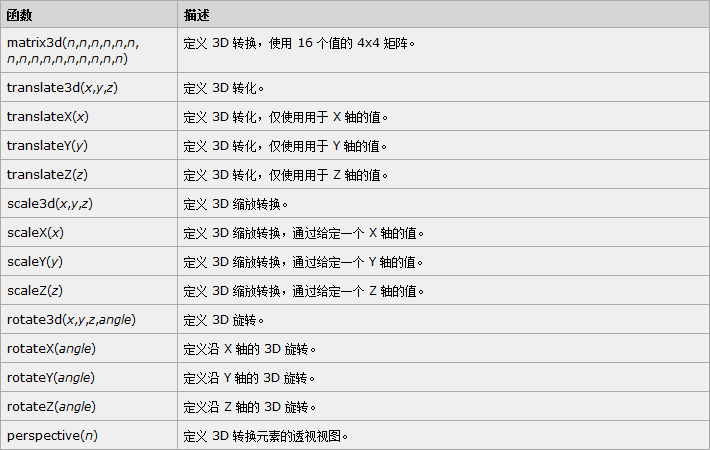 函数 描述
matrix3d(n,n,n,n,n,n, 定义 3D 转换，使用 16 个值的 4x4 矩阵。
n,n,n,n,n,n,n,n,n,n)
translate3d(x,y,z) 定义 3D 转化。
translateX(x) 定义 3D 转化，仅使用用于 X 轴的值。
translateY(y) 定义 3D 转化，仅使用用于 Y 轴的值。
translateZ(z) 定义 3D 转化，仅使用用于 Z 轴的值。
scale3d(x,y,z) 定义 3D 缩放转换。
scaleX(x) 定义 3D 缩放转换，通过给定一个 X 轴的值。
scaleY(y) 定义 3D 缩放转换，通过给定一个 Y 轴的值。
scaleZ(z) 定义 3D 缩放转换，通过给定一个 Z 轴的值。
rotate3d(x,y,z,angle) 定义 3D 旋转。
rotateX(angle) 定义沿 X 轴的 3D 旋转。
rotateY(angle) 定义沿 Y 轴的 3D 旋转。
rotateZ(angle) 定义沿 Z 轴的 3D 旋转。
perspective(n) 定义 3D 转换元素的透视视图。